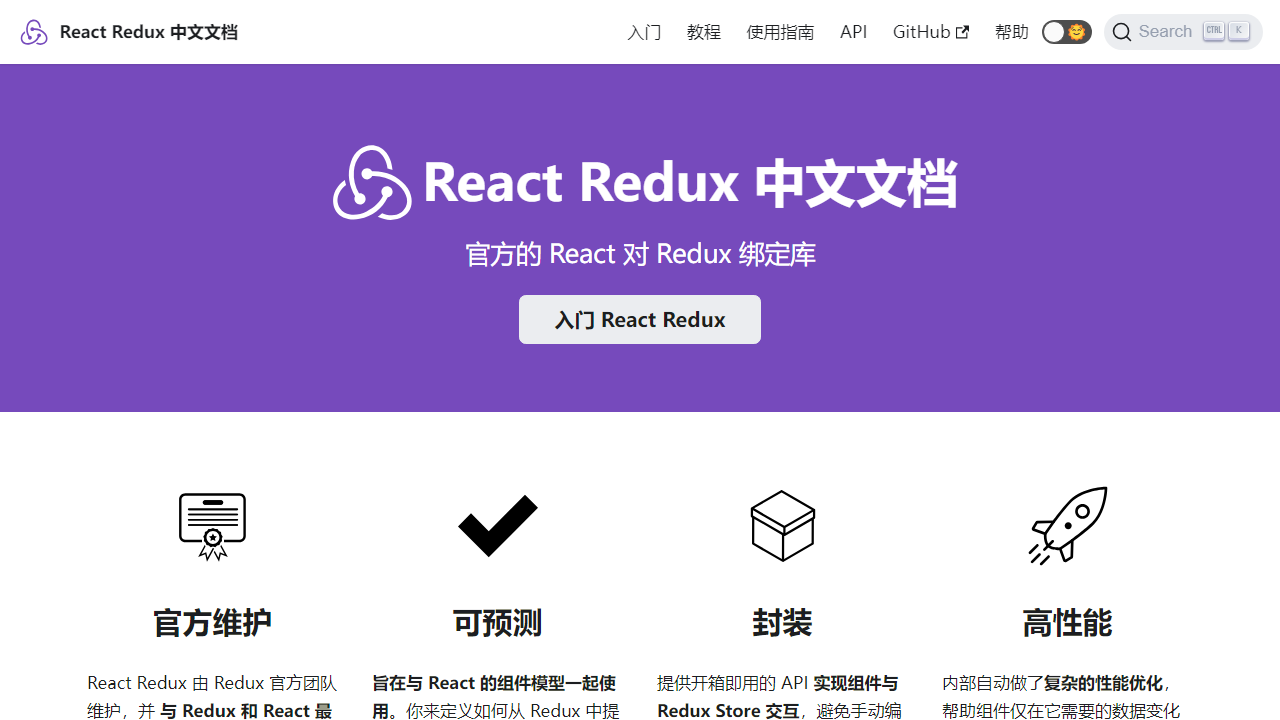 React Redux 中文文档
入门 教程 使用指南 API GitHub 帮助 Search CTRL K
React Redux 中文文档
官方的 React 对 Redux 绑定库
入门 React Redux
官方维护
可预测
封装
高性能
React Redux 由 Redux 官方团队
维护，并 与 Redux 和 React 最
旨在与 React 的组件模型一起使
用。你来定义如何从 Redux 中提
提供开箱即用的 API 实现组件与
Redux Store 交互，避免手动编
内部自动做了复杂的性能优化，
帮助组件仅在它需要的数据变化